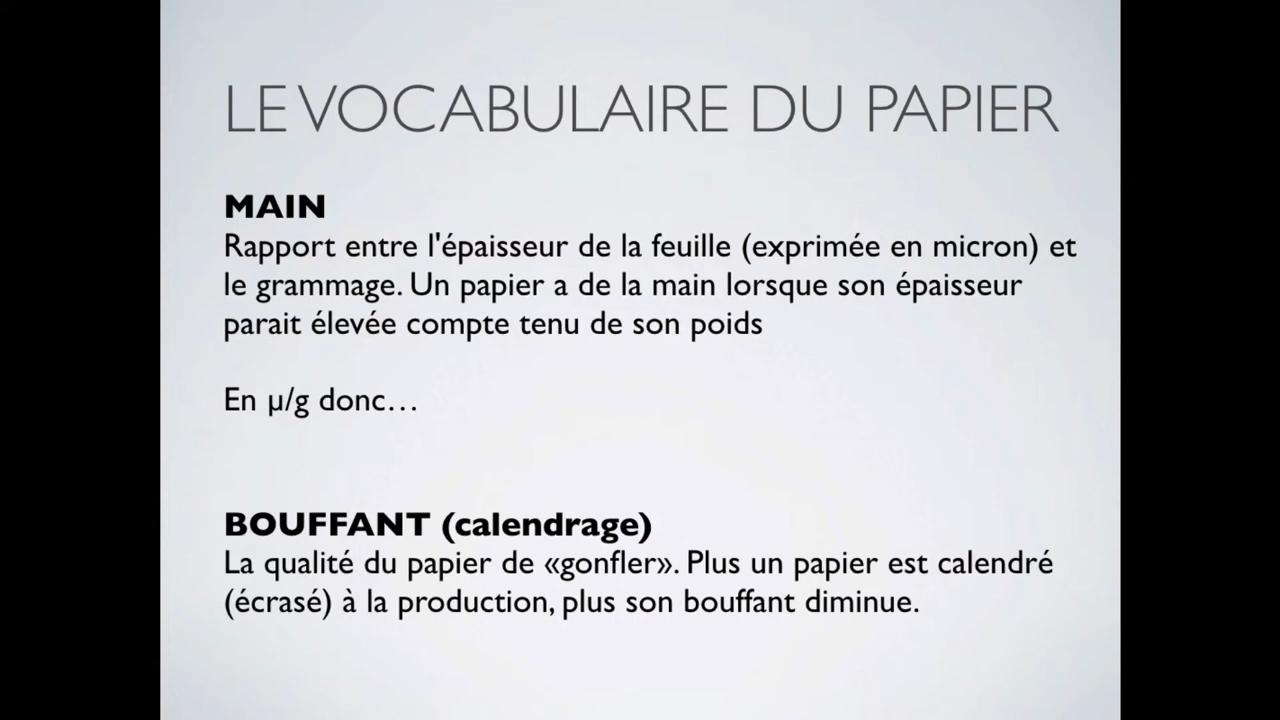 LE VOCABULAIRE DU PAPIER
MAIN
Rapport entre l'épaisseur de la feuille (exprimée en micron) et
le grammage. Un papier a de la main lorsque son épaisseur
parait élevée compte tenu de son poids
En µ/g donc…
BOUFFANT (calendrage)
La qualité du papier de «gonfler». Plus un papier est calendré
(écrasé) à la production, plus son bouffant diminue.